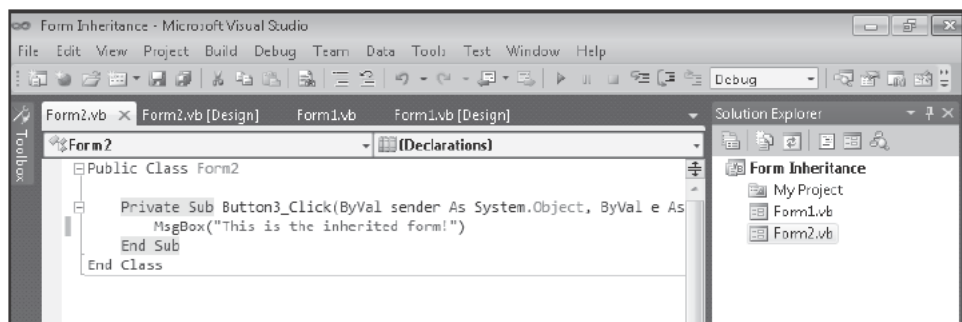 Form Inheritance - Microsoft Visual Studio
File Edit View Project Build Debug Team Data Tools Test Window Help
Debug
Toolbox
Form2.vb Form2.vb [Design] Form1.vb Form1.vb [Design]
Form2 (Declarations)
Public Class Form2
Private Sub Button3_Click(ByVal sender As System.Object, ByVal e As
MsgBox("This is the inherited form!")
End Sub
End Class
Solution Explorer
Form Inheritance
My Project
Form1.vb
Form2.vb